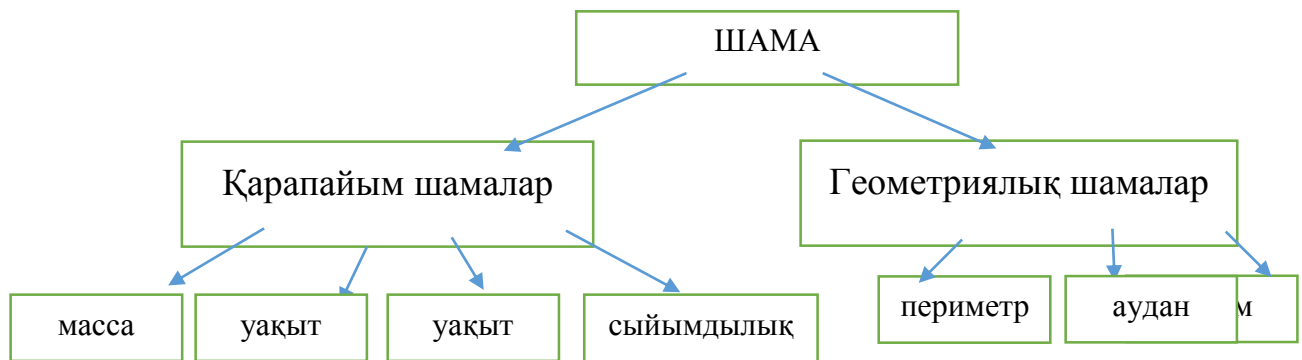 ШАМА
Қарапайым шамалар
Геометриялық шамалар
масса
уақыт
уақыт
сыйымдылық
периметр
аудан